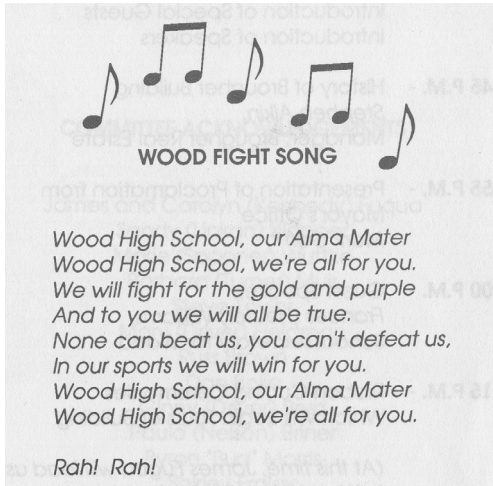 WOOD FIGHT SONG
Wood High School, our Alma Mater
Wood High School, we're all for you.
We will fight for the gold and purple
And to you we will all be true.
None can beat us, you can't defeat us,
In our sports we will win for you.
Wood High School, our Alma Mater
Wood High School, we're all for you.
Rah! Rah!